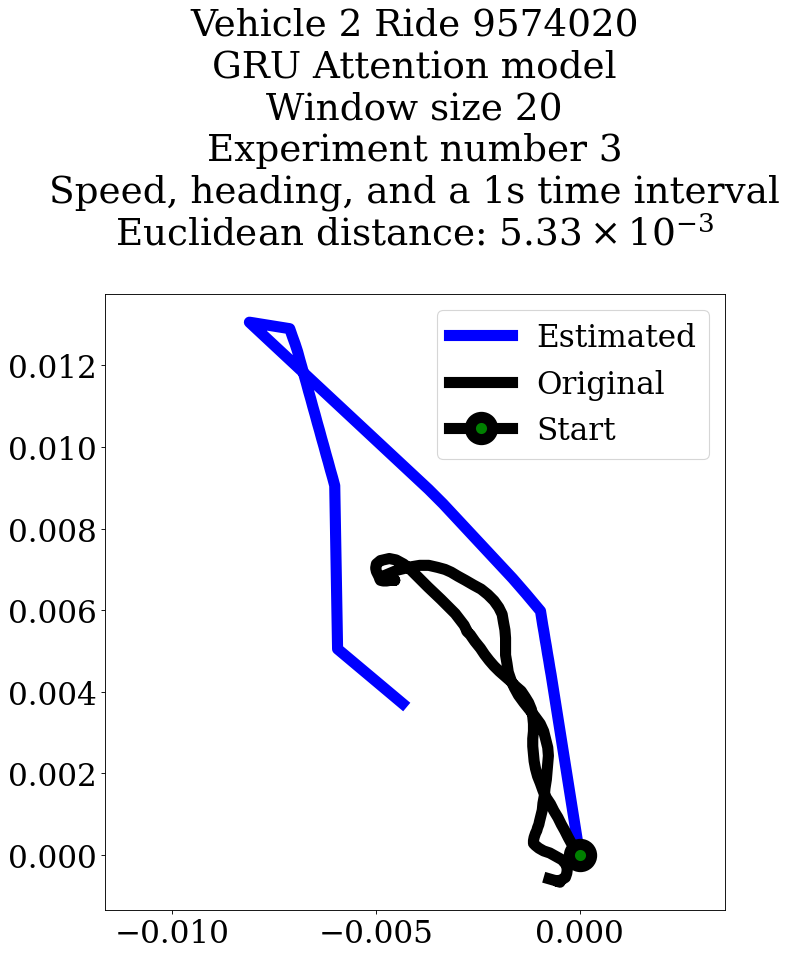 Vehicle 2 Ride 9574020
GRU Attention model
Window size 20
Experiment number 3
Speed, heading, and a 1s time interval
Euclidean distance: 5.33 × 10⁻³
Estimated
Original
Start
0.012
0.010
0.008
0.006
0.004
0.002
0.000
−0.010 −0.005 0.000